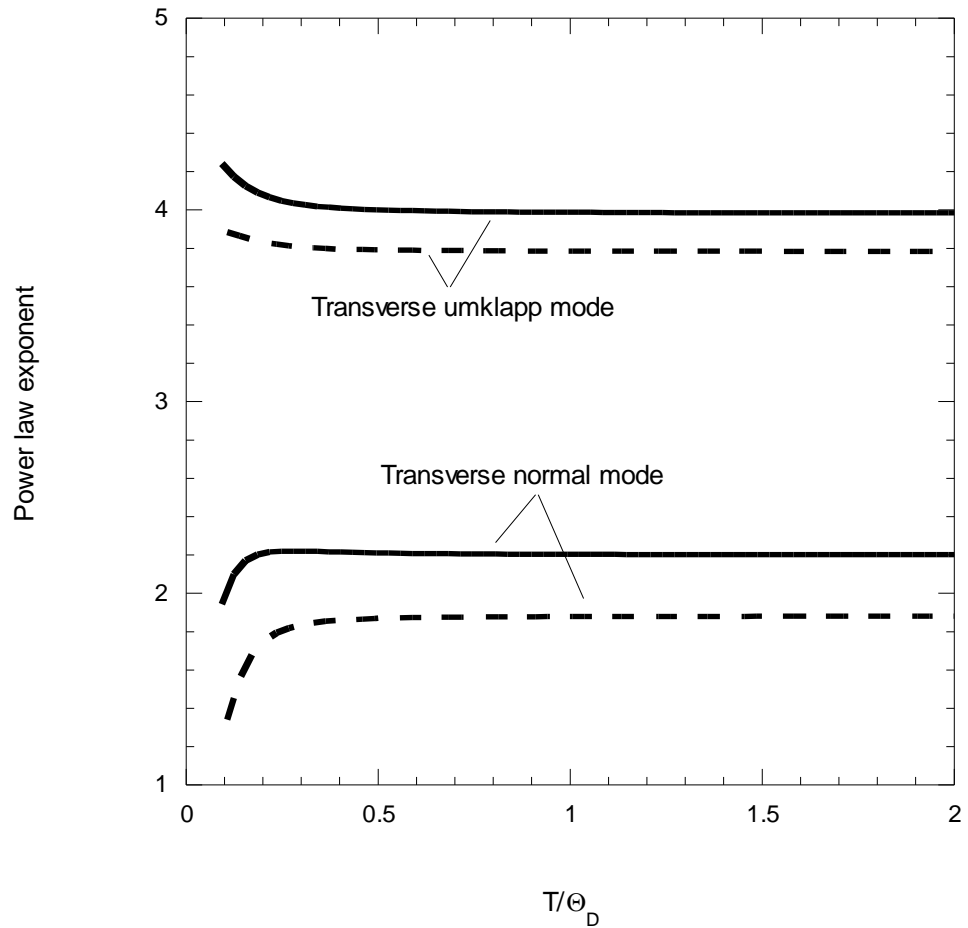 5
4
Transverse umklapp mode
3
Power law exponent
Transverse normal mode
2
1
0 0.5 1 1.5 2
T/Θ_D